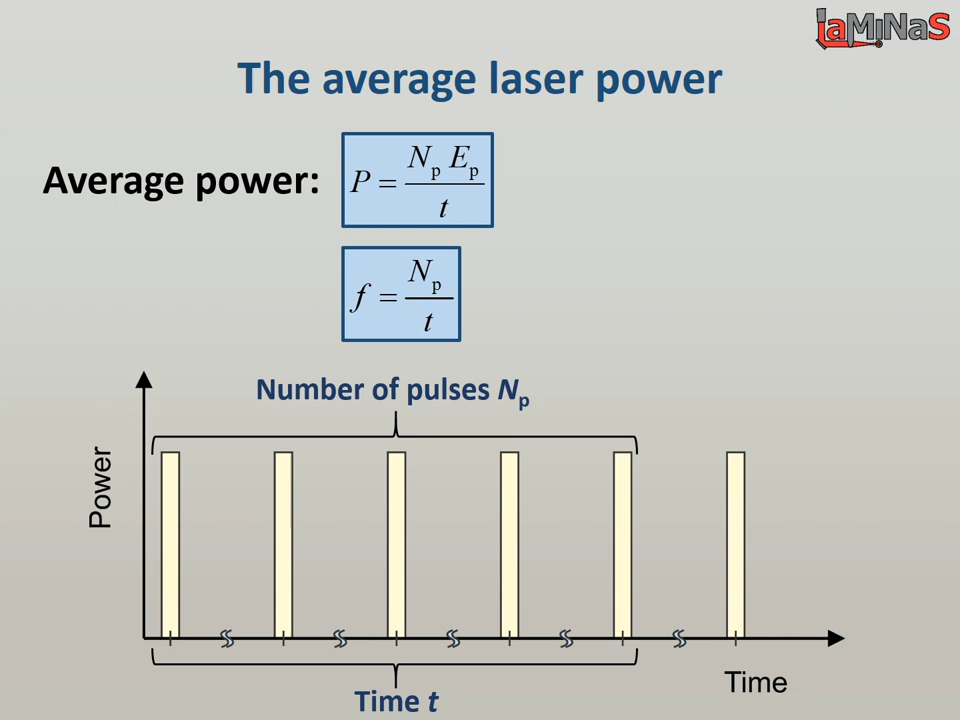 laMiNaS
The average laser power
Average power:
P = N_p E_p / t
f = N_p / t
Number of pulses N_p
Power
Time
Time t